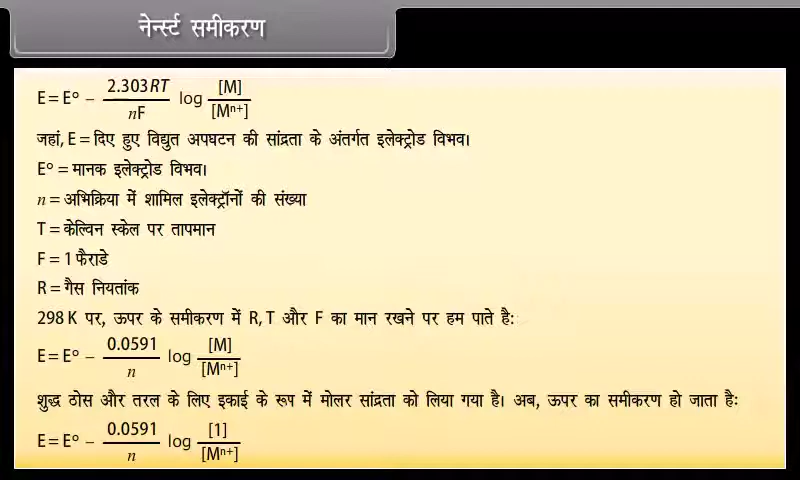 नेर्न्स्ट समीकरण
E = E° – 2.303RT/nF log [M]/[Mⁿ⁺]
जहां, E = दिए हुए विद्युत अपघटन की सांद्रता के अंतर्गत इलेक्ट्रोड विभव।
E° = मानक इलेक्ट्रोड विभव।
n = अभिक्रिया में शामिल इलेक्ट्रॉनों की संख्या
T = केल्विन स्केल पर तापमान
F = 1 फैराडे
R = गैस नियतांक
298 K पर, ऊपर के समीकरण में R, T और F का मान रखने पर हम पाते है:
E = E° – 0.0591/n log [M]/[Mⁿ⁺]
शुद्ध ठोस और तरल के लिए इकाई के रूप में मोलर सांद्रता को लिया गया है। अब, ऊपर का समीकरण हो जाता है:
E = E° – 0.0591/n log [1]/[Mⁿ⁺]